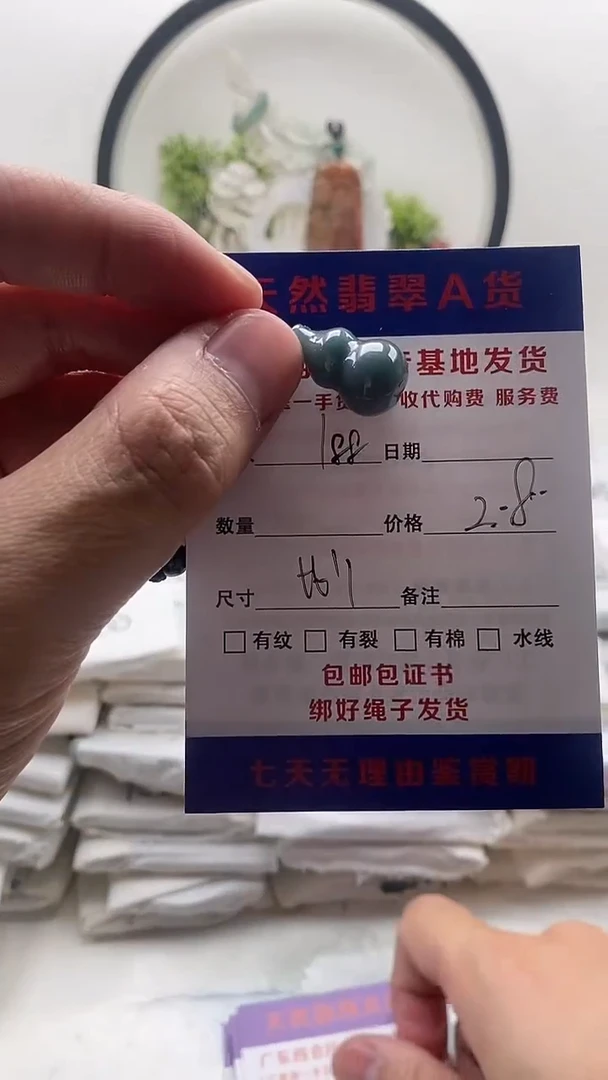 然翡翠A货
基地发货
一手货 收代购费 服务费
188 日期
数量 价格 2.8.
尺寸 备注
□有纹 □有裂 □有棉 □水线
包邮包证书
绑好绳子发货
七天无理由鉴赏期